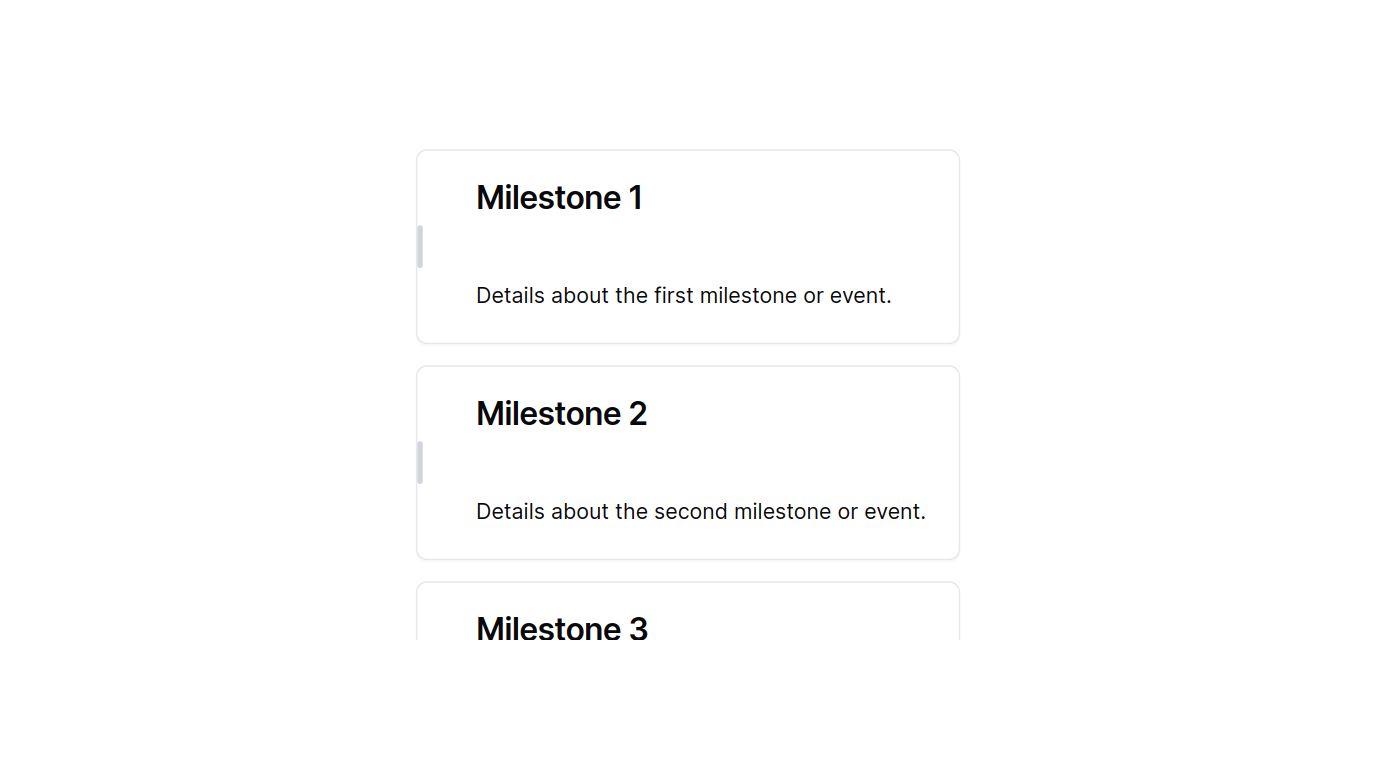 Milestone 1
Details about the first milestone or event.
Milestone 2
Details about the second milestone or event.
Milestone 3